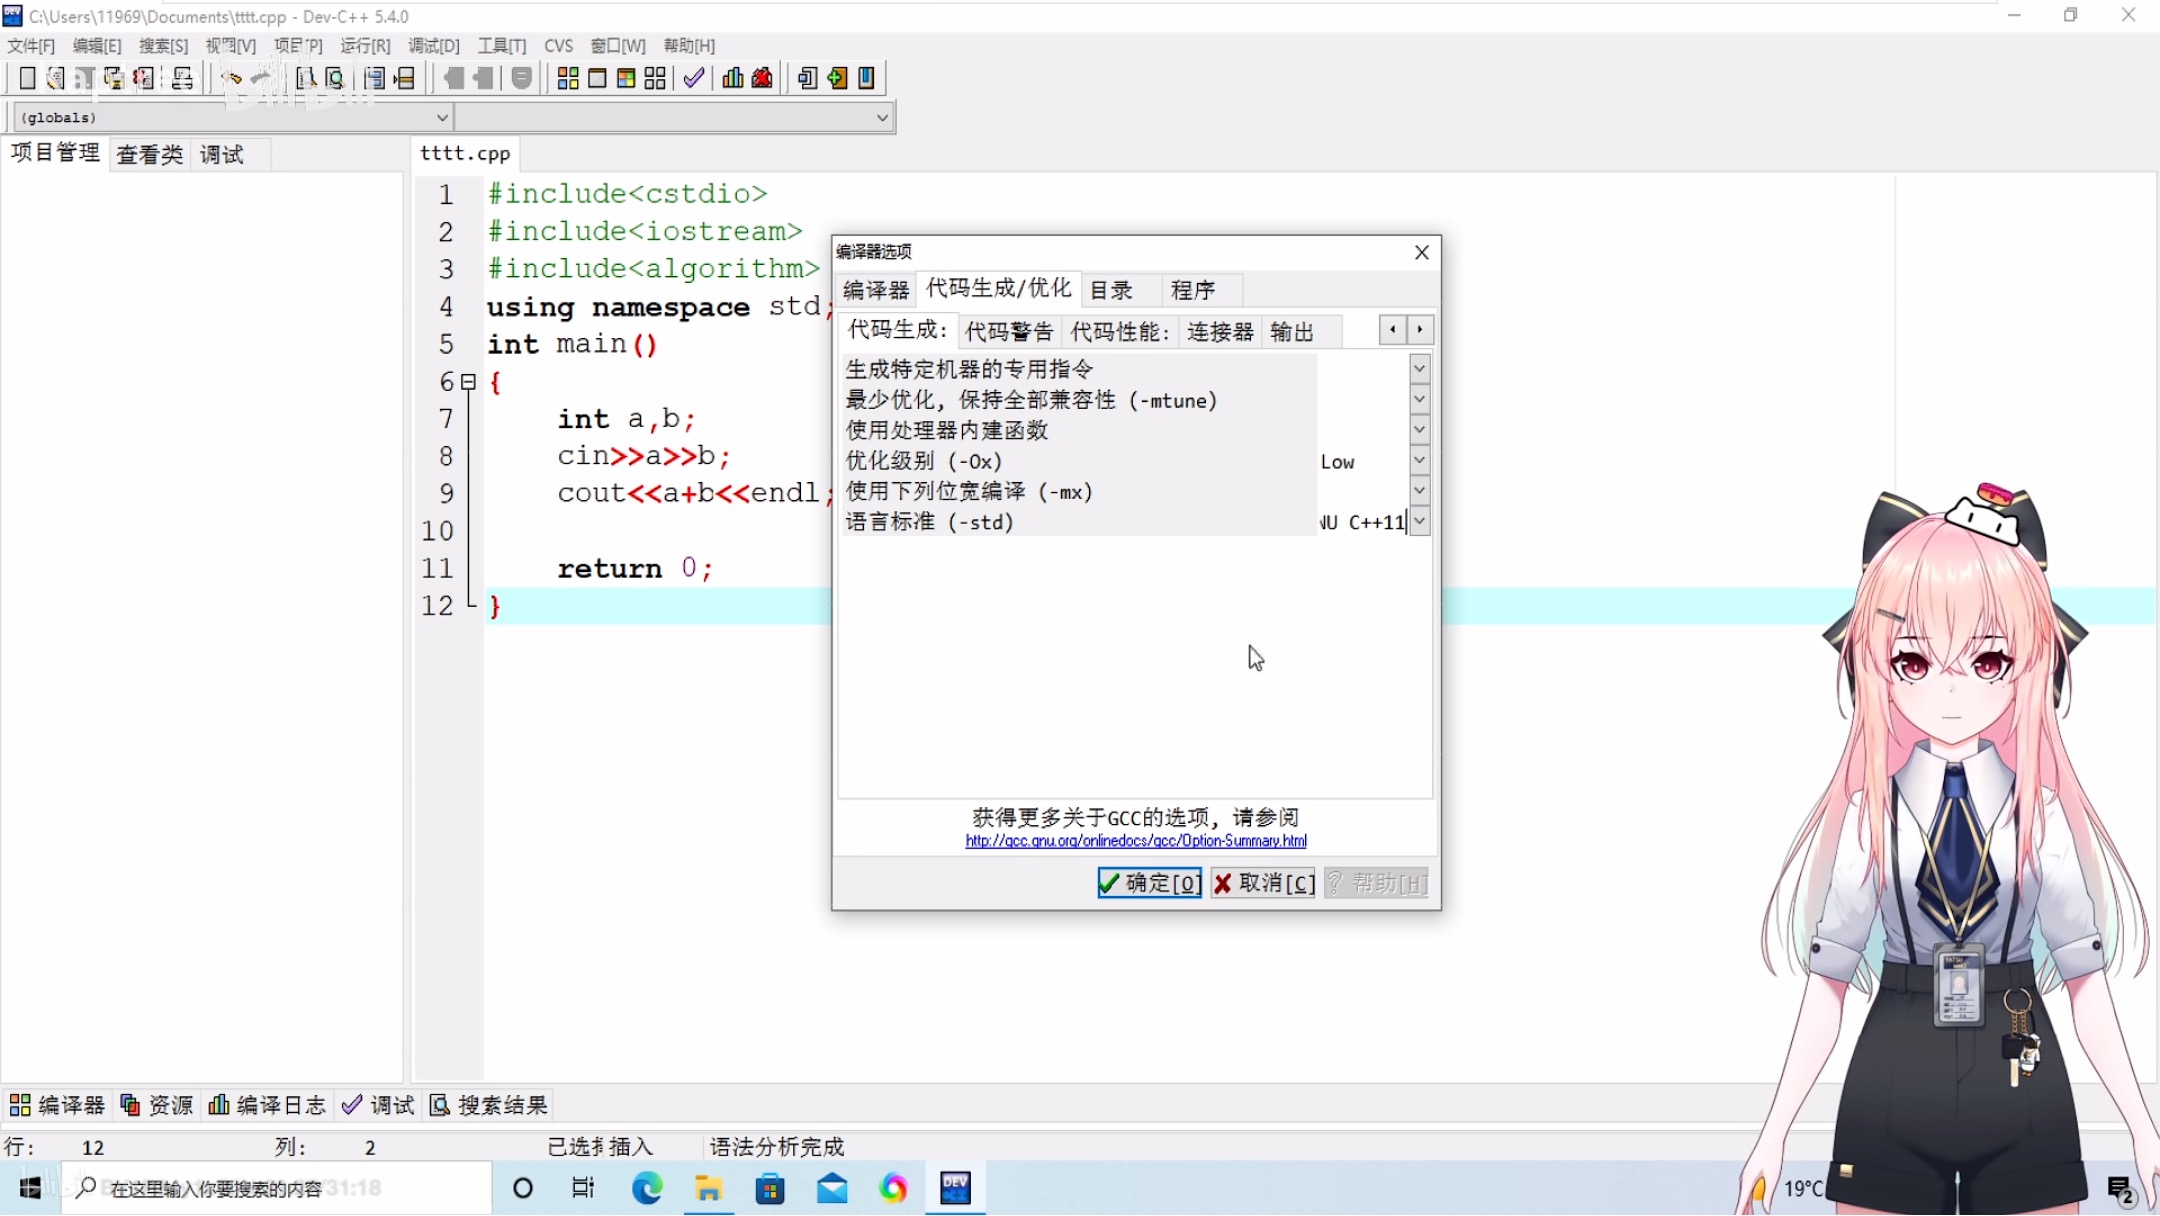 C:\Users\11969\Documents\tttt.cpp - Dev-C++ 5.4.0
文件[F] 编辑[E] 搜索[S] 视图[V] 项目[P] 运行[R] 调试[D] 工具[T] CVS 窗口[W] 帮助[H]
(globals)
项目管理 查看类 调试
tttt.cpp
1 #include<cstdio>
2 #include<iostream>
3 #include<algorithm>
4 using namespace std;
5 int main()
6 {
7 int a,b;
8 cin>>a>>b;
9 cout<<a+b<<endl;
10
11 return 0;
12 }
编译器选项
编译器 代码生成/优化 目录 程序
代码生成: 代码警告 代码性能: 连接器 输出
生成特定机器的专用指令
最少优化, 保持全部兼容性 (-mtune)
使用处理器内建函数
优化级别 (-Ox) Low
使用下列位宽编译 (-mx)
语言标准 (-std) NU C++11
获得更多关于GCC的选项, 请参阅
http://gcc.gnu.org/onlinedocs/gcc/Option-Summary.html
确定[O] 取消[C] 帮助[H]
编译器 资源 编译日志 调试 搜索结果
行: 12 列: 2 已选择 插入 语法分析完成
在这里输入你要搜索的内容
31:18
DEV
19°C
2